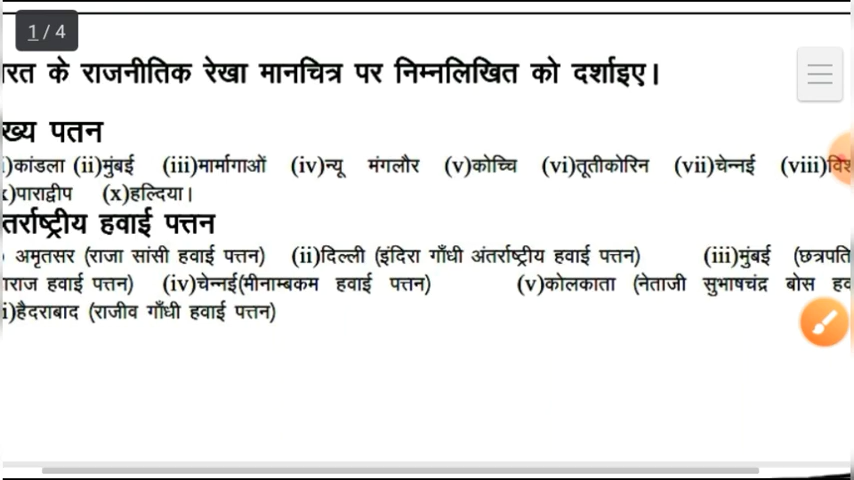 1 / 4
रत के राजनीतिक रेखा मानचित्र पर निम्नलिखित को दर्शाइए।
ख्य पतन
i)कांडला (ii)मुंबई (iii)मार्मागाओं (iv)न्यू मंगलौर (v)कोच्चि (vi)तूतीकोरिन (vii)चेन्नई (viii)विश
x)पाराद्वीप (x)हल्दिया।
तर्राष्ट्रीय हवाई पत्तन
अमृतसर (राजा सांसी हवाई पत्तन) (ii)दिल्ली (इंदिरा गाँधी अंतर्राष्ट्रीय हवाई पत्तन) (iii)मुंबई (छत्रपति
ाराज हवाई पत्तन) (iv)चेन्नई(मीनाम्बकम हवाई पत्तन) (v)कोलकाता (नेताजी सुभाषचंद्र बोस हव
i)हैदराबाद (राजीव गाँधी हवाई पत्तन)